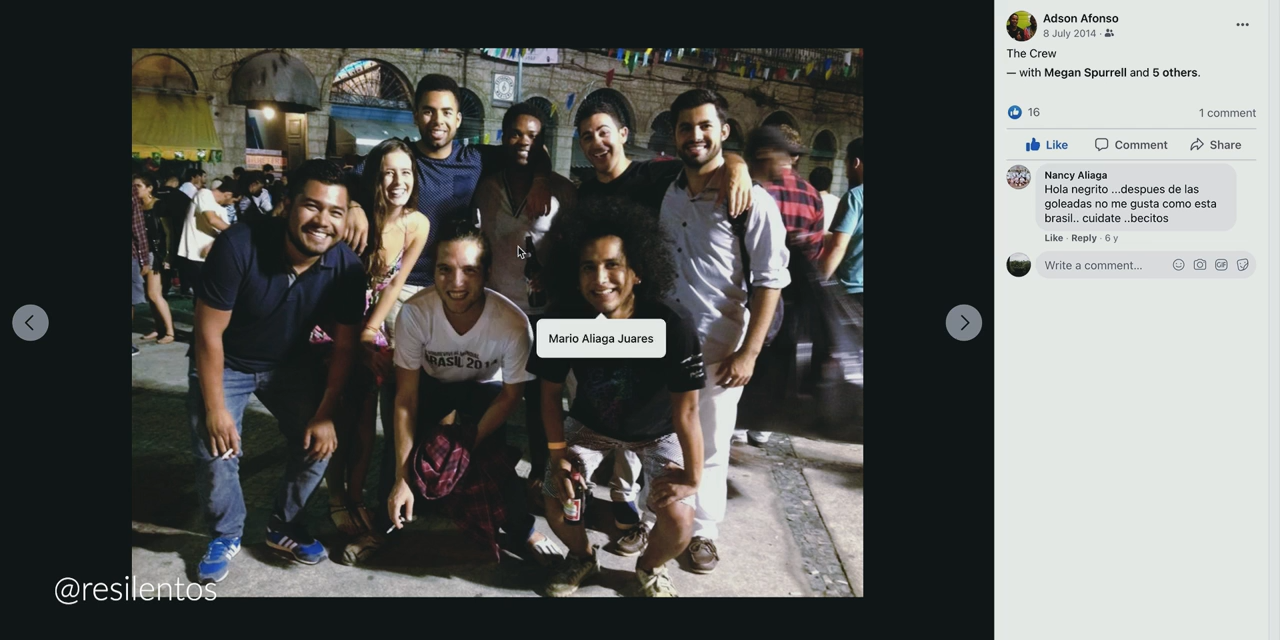 BRASIL 201
Mario Aliaga Juares
@resilentos
Adson Afonso
8 July 2014 ·
The Crew
— with Megan Spurrell and 5 others.
16
1 comment
Like
Comment
Share
Nancy Aliaga
Hola negrito ...despues de las
goleadas no me gusta como esta
brasil.. cuidate ..becitos
Like · Reply · 6 y
Write a comment...
GIF